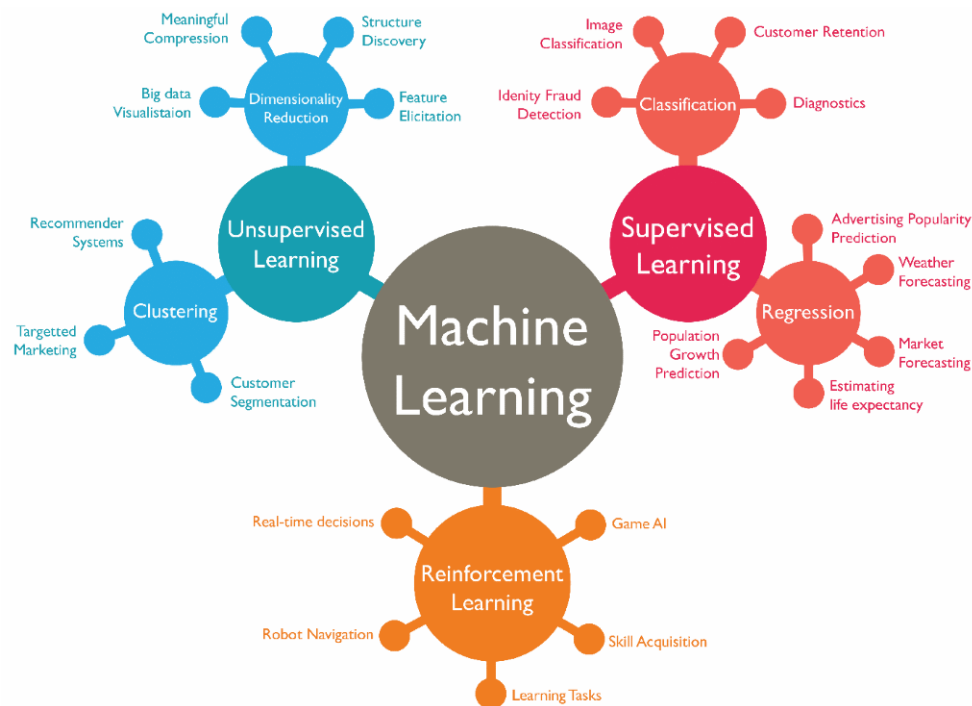 Meaningful
Compression
Structure
Discovery
Big data
Visualistaion
Dimensionality
Reduction
Feature
Elicitation
Image
Classification
Customer Retention
Idenity Fraud
Detection
Classification
Diagnostics
Unsupervised
Learning
Supervised
Learning
Recommender
Systems
Clustering
Targetted
Marketing
Customer
Segmentation
Machine
Learning
Advertising Popularity
Prediction
Weather
Forecasting
Regression
Population
Growth
Prediction
Market
Forecasting
Estimating
life expectancy
Real-time decisions
Game AI
Reinforcement
Learning
Robot Navigation
Skill Acquisition
Learning Tasks